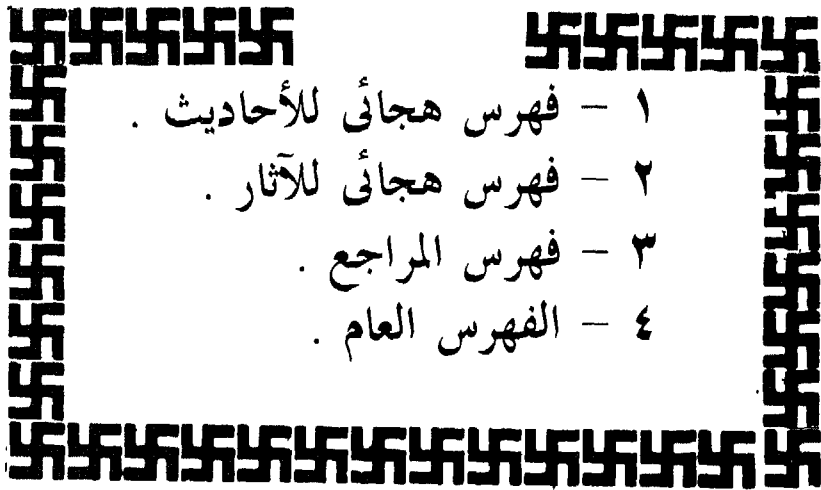 ١ – فهرس هجائى للأحاديث .
٢ – فهرس هجائى للآثار .
٣ – فهرس المراجع .
٤ – الفهرس العام .